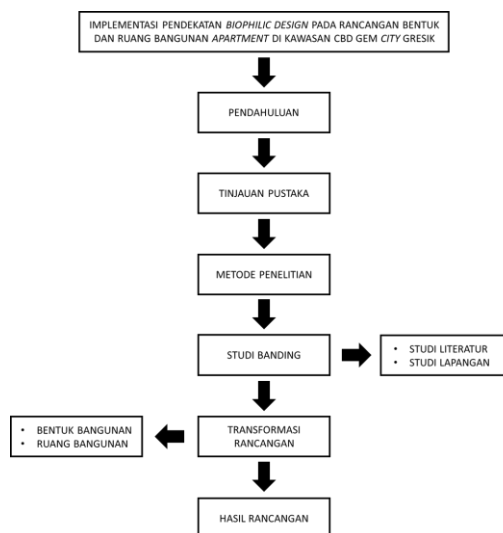 IMPLEMENTASI PENDEKATAN BIOPHILIC DESIGN PADA RANCANGAN BENTUK
DAN RUANG BANGUNAN APARTMENT DI KAWASAN CBD GEM CITY GRESIK
PENDAHULUAN
TINJAUAN PUSTAKA
METODE PENELITIAN
STUDI BANDING
• STUDI LITERATUR
• STUDI LAPANGAN
• BENTUK BANGUNAN
• RUANG BANGUNAN
TRANSFORMASI
RANCANGAN
HASIL RANCANGAN